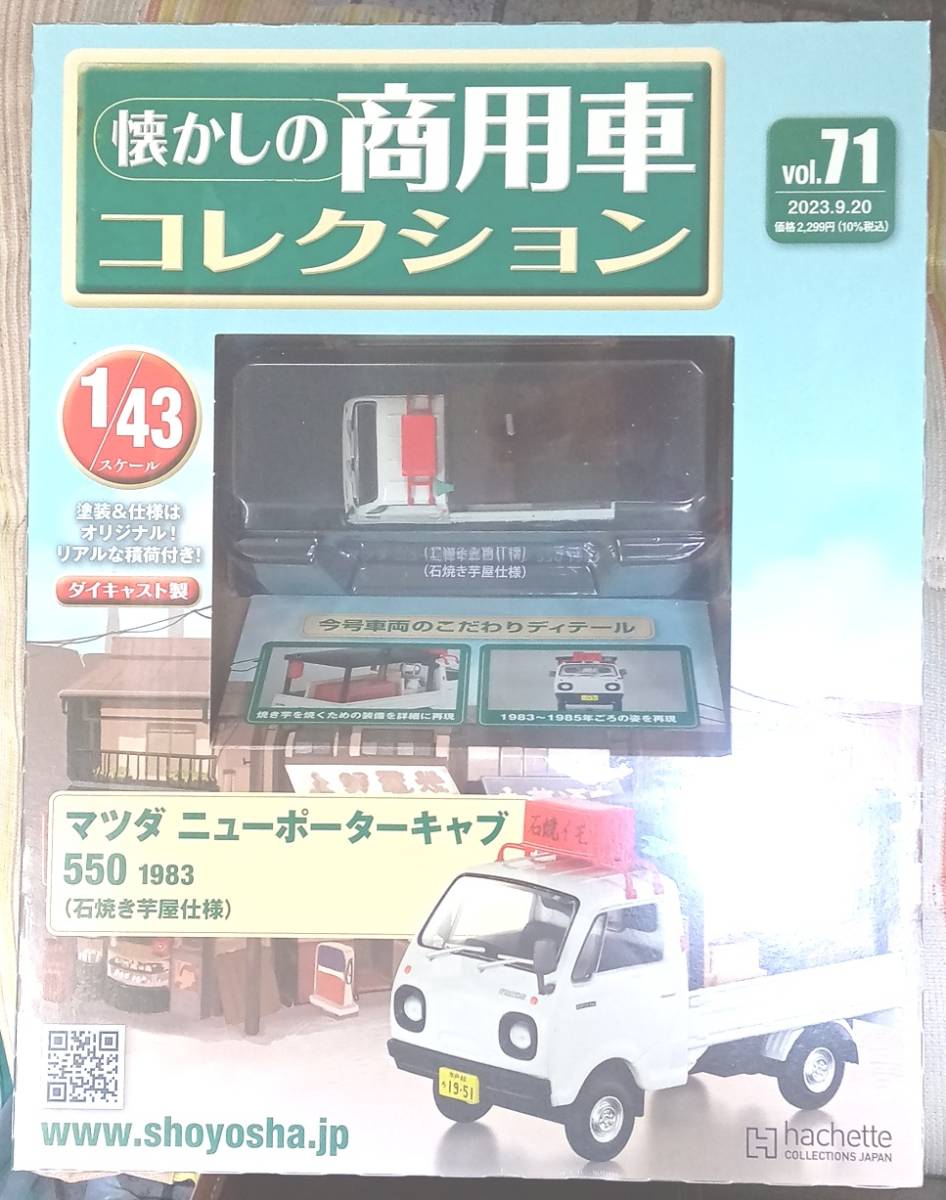 懐かしの商用車
コレクション
vol.71
2023.9.20
価格2,299円(10%税込)
1/43
スケール
塗装&仕様は
オリジナル!
リアルな積荷付き!
ダイキャスト製
(石焼き芋屋仕様)
今号車両のこだわりディテール
焼き芋を焼くための装備を詳細に再現
1983~1985年ごろの姿を再現
マツダ ニューポーターキャブ
550 1983
(石焼き芋屋仕様)
石焼イモ
19-51
www.shoyosha.jp
hachette
COLLECTIONS JAPAN